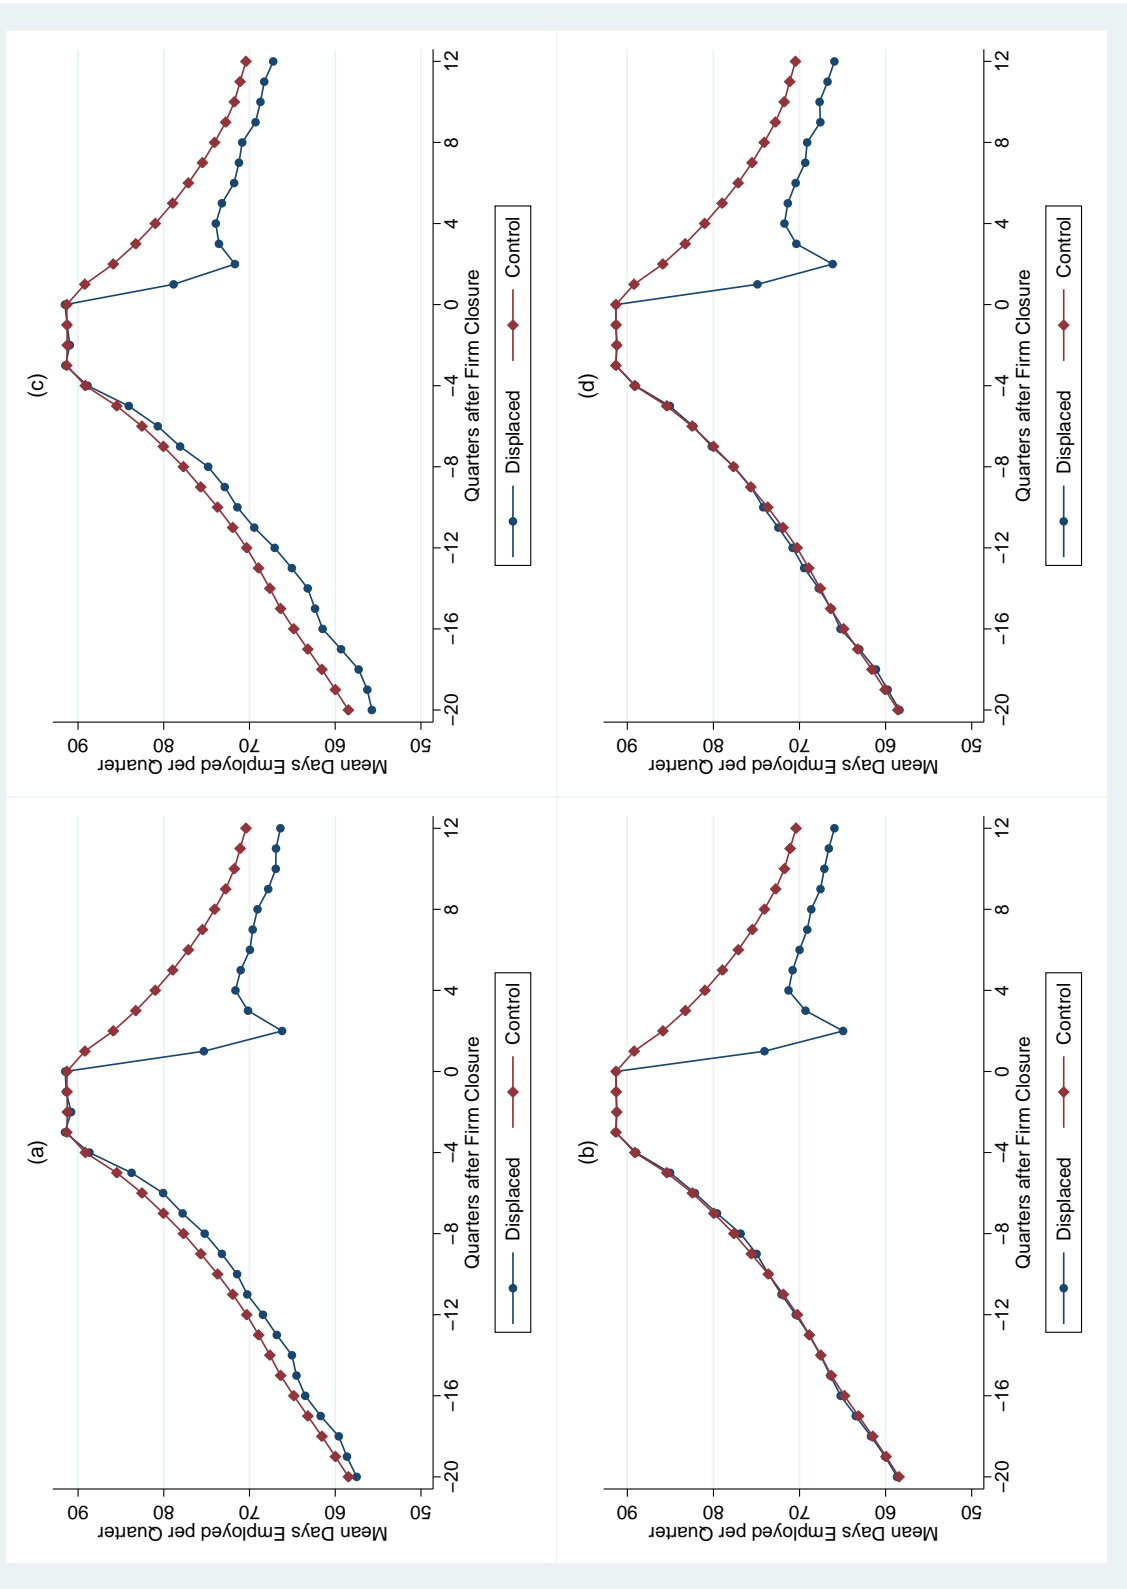 (a)
Mean Days Employed per Quarter
50 60 70 80 90
−20 −16 −12 −8 −4 0 4 8 12
Quarters after Firm Closure
Displaced Control
(c)
Mean Days Employed per Quarter
50 60 70 80 90
−20 −16 −12 −8 −4 0 4 8 12
Quarters after Firm Closure
Displaced Control
(b)
Mean Days Employed per Quarter
50 60 70 80 90
−20 −16 −12 −8 −4 0 4 8 12
Quarters after Firm Closure
Displaced Control
(d)
Mean Days Employed per Quarter
50 60 70 80 90
−20 −16 −12 −8 −4 0 4 8 12
Quarters after Firm Closure
Displaced Control